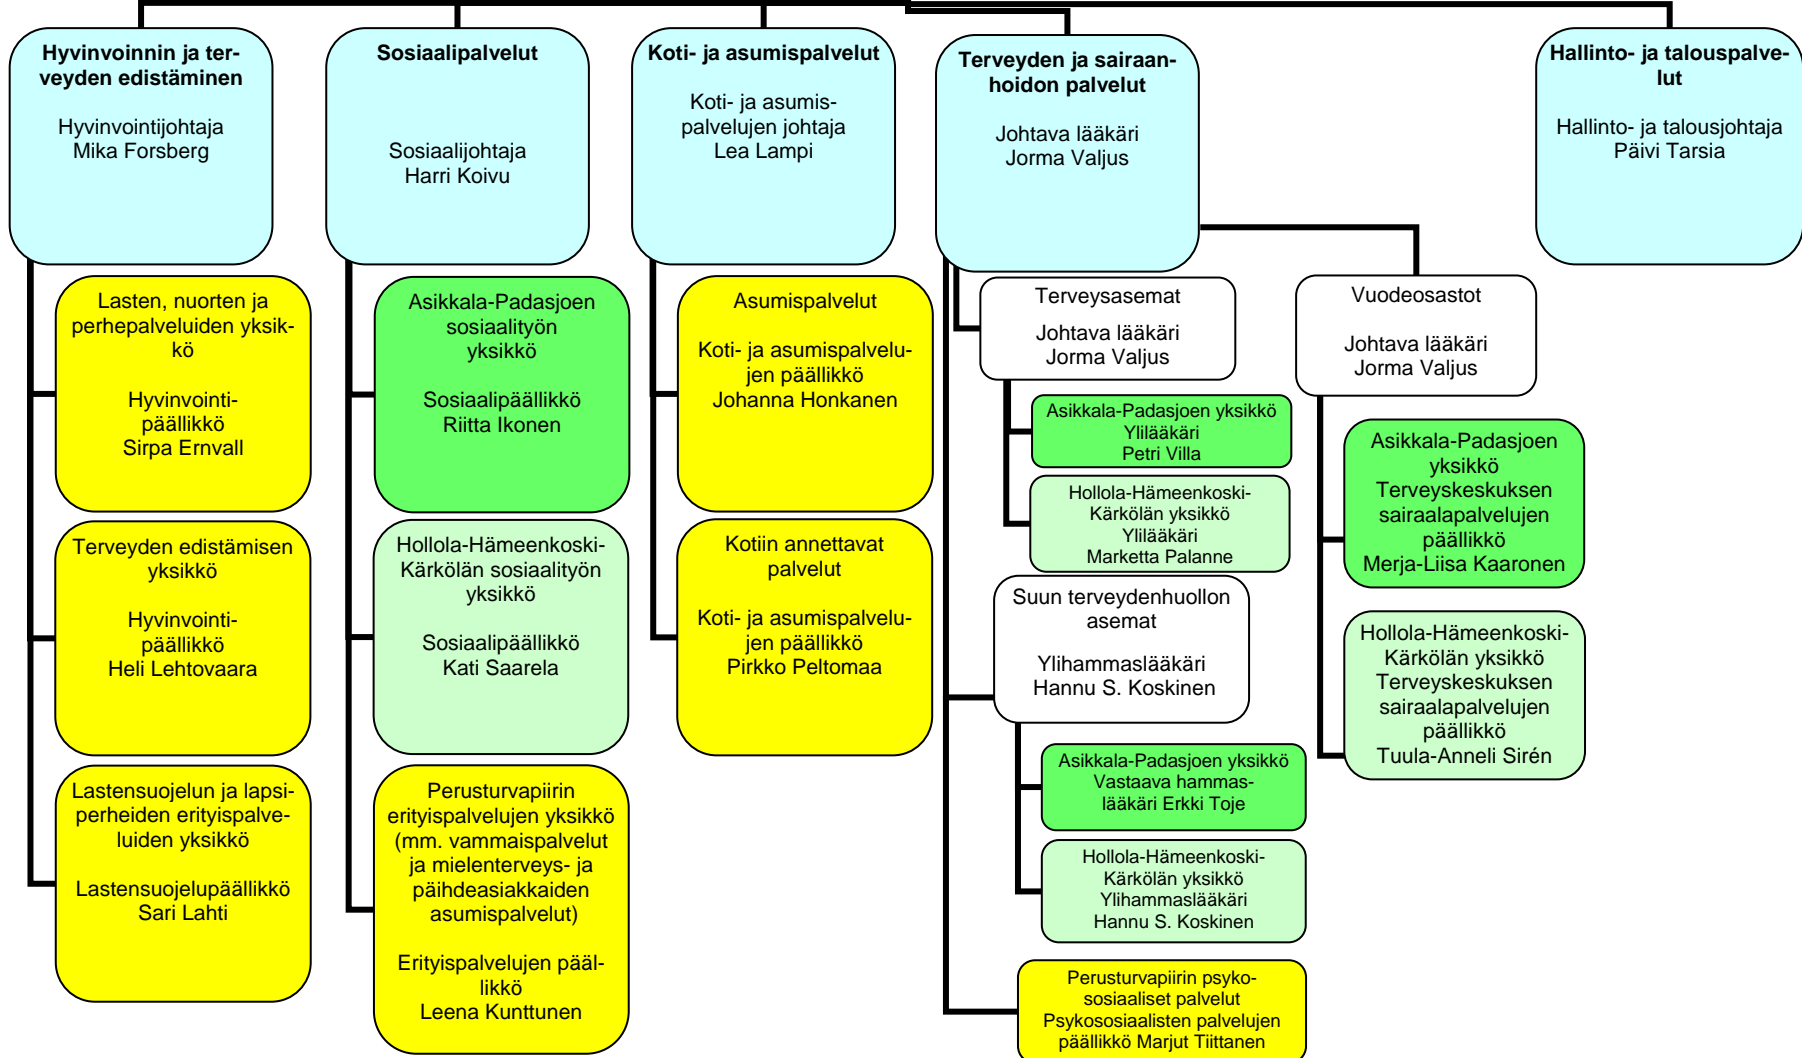 Hyvinvoinnin ja ter-
veyden edistäminen
Hyvinvointijohtaja
Mika Forsberg
Lasten, nuorten ja
perhepalveluiden yksik-
kö
Hyvinvointi-
päällikkö
Sirpa Ernvall
Terveyden edistämisen
yksikkö
Hyvinvointi-
päällikkö
Heli Lehtovaara
Lastensuojelun ja lapsi-
perheiden erityispalve-
luiden yksikkö
Lastensuojelupäällikkö
Sari Lahti
Sosiaalipalvelut
Sosiaalijohtaja
Harri Koivu
Asikkala-Padasjoen
sosiaalityön
yksikkö
Sosiaalipäällikkö
Riitta Ikonen
Hollola-Hämeenkoski-
Kärkölän sosiaalityön
yksikkö
Sosiaalipäällikkö
Kati Saarela
Perusturvapiirin
erityispalvelujen yksikkö
(mm. vammaispalvelut
ja mielenterveys- ja
päihdeasiakkaiden
asumispalvelut)
Erityispalvelujen pääl-
likkö
Leena Kunttunen
Koti- ja asumispalvelut
Koti- ja asumis-
palvelujen johtaja
Lea Lampi
Asumispalvelut
Koti- ja asumispalvelu-
jen päällikkö
Johanna Honkanen
Kotiin annettavat
palvelut
Koti- ja asumispalvelu-
jen päällikkö
Pirkko Peltomaa
Terveyden ja sairaan-
hoidon palvelut
Johtava lääkäri
Jorma Valjus
Terveysasemat
Johtava lääkäri
Jorma Valjus
Asikkala-Padasjoen yksikkö
Ylilääkäri
Petri Villa
Hollola-Hämeenkoski-
Kärkölän yksikkö
Ylilääkäri
Marketta Palanne
Suun terveydenhuollon
asemat
Ylihammaslääkäri
Hannu S. Koskinen
Asikkala-Padasjoen yksikkö
Vastaava hammas-
lääkäri Erkki Toje
Hollola-Hämeenkoski-
Kärkölän yksikkö
Ylihammaslääkäri
Hannu S. Koskinen
Perusturvapiirin psyko-
sosiaaliset palvelut
Psykososiaalisten palvelujen
päällikkö Marjut Tiittanen
Vuodeosastot
Johtava lääkäri
Jorma Valjus
Asikkala-Padasjoen
yksikkö
Terveyskeskuksen
sairaalapalvelujen
päällikkö
Merja-Liisa Kaaronen
Hollola-Hämeenkoski-
Kärkölän yksikkö
Terveyskeskuksen
sairaalapalvelujen
päällikkö
Tuula-Anneli Sirén
Hallinto- ja talouspalve-
lut
Hallinto- ja talousjohtaja
Päivi Tarsia